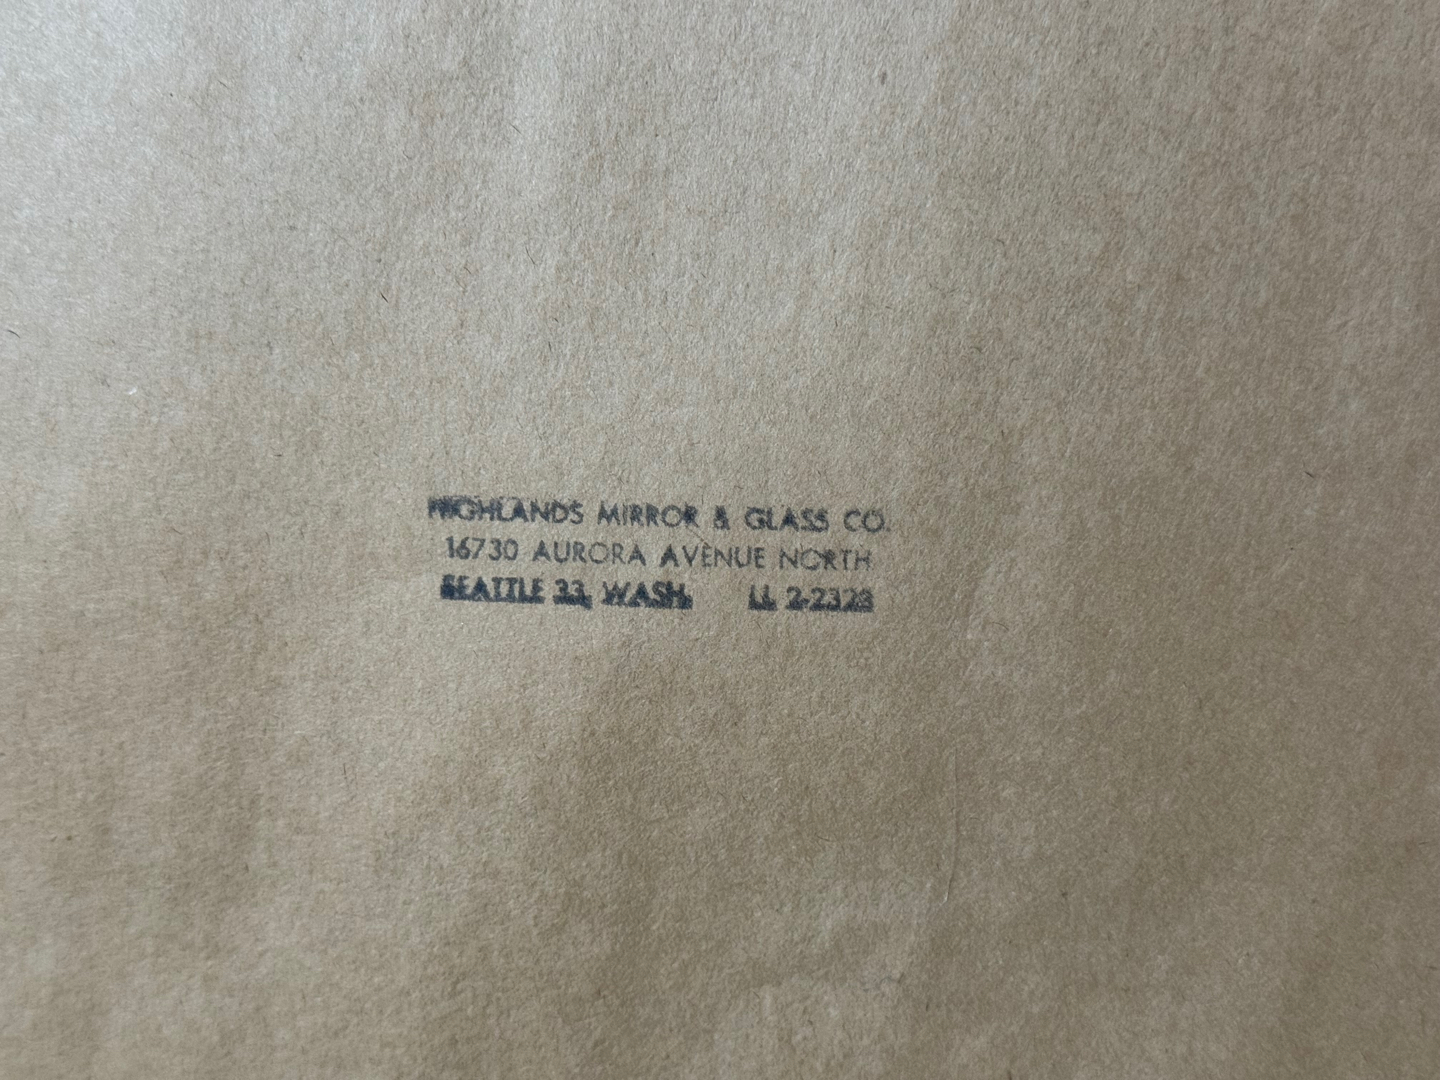 HIGHLANDS MIRROR & GLASS CO.
16730 AURORA AVENUE NORTH
SEATTLE 33, WASH. LI. 2-2328